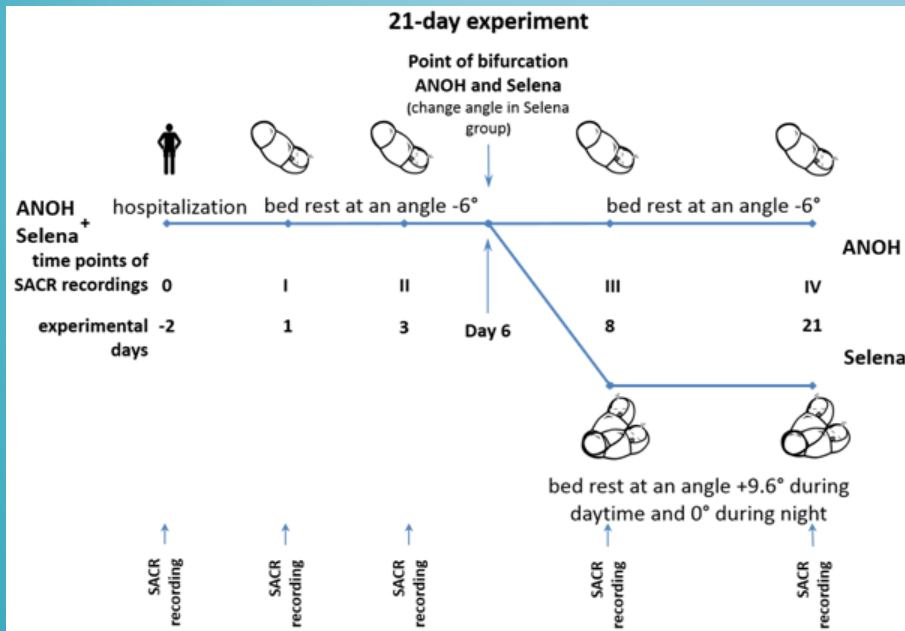 21-day experiment
Point of bifurcation
ANOH and Selena
(change angle in Selena
group)
hospitalization
bed rest at an angle -6°
bed rest at an angle -6°
ANOH +
Selena
ANOH
time points of
SACR recordings 0 I II III IV
experimental
days -2 1 3 Day 6 8 21
Selena
bed rest at an angle +9.6° during
daytime and 0° during night
SACR
recording
SACR
recording
SACR
recording
SACR
recording
SACR
recording